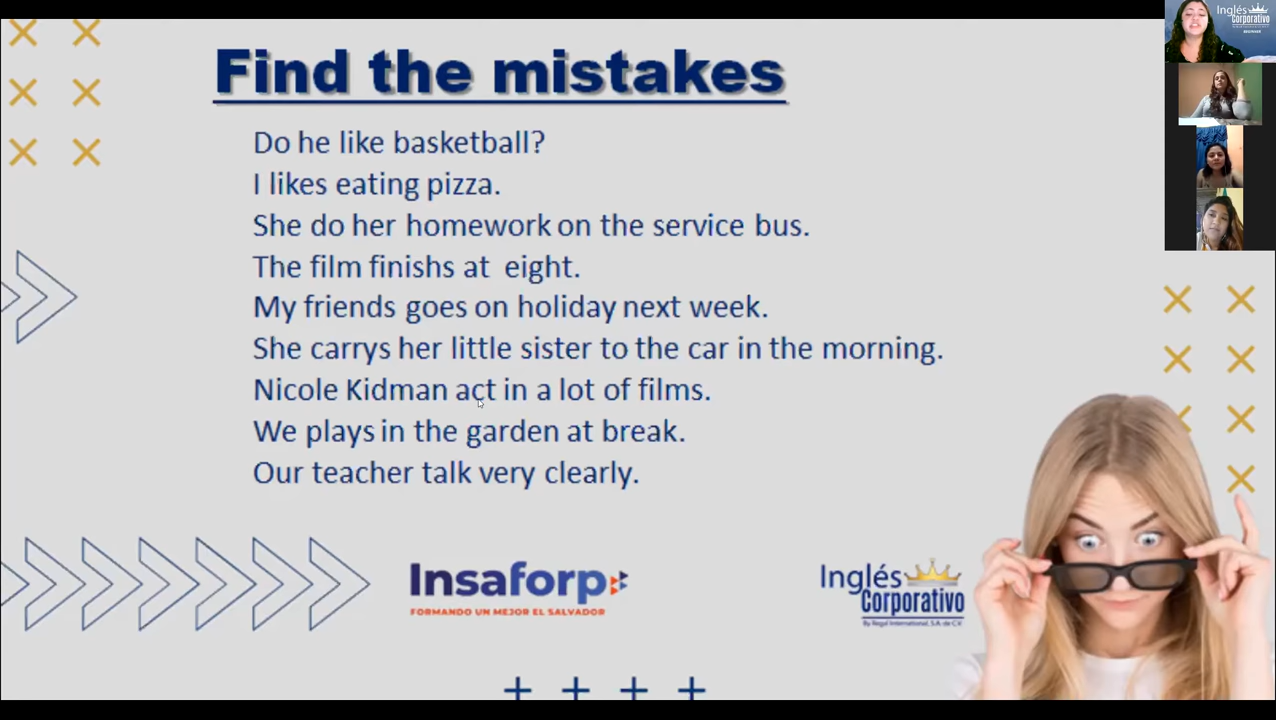 Find the mistakes
Do he like basketball?
I likes eating pizza.
She do her homework on the service bus.
The film finishs at eight.
My friends goes on holiday next week.
She carrys her little sister to the car in the morning.
Nicole Kidman act in a lot of films.
We plays in the garden at break.
Our teacher talk very clearly.
Insaforp
FORMANDO UN MEJOR EL SALVADOR
Inglés
Corporativo
By Regal International, S.A. de C.V.
Inglés
Corporativo